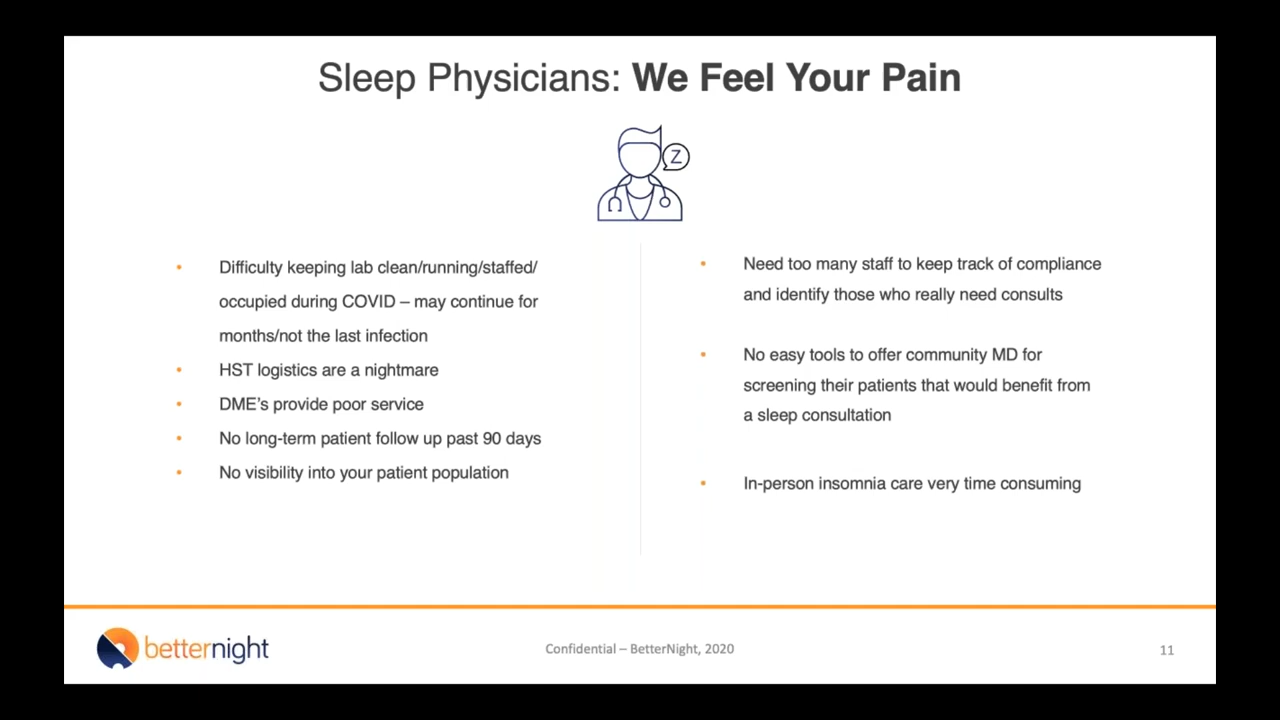 Sleep Physicians: We Feel Your Pain
Z
• Difficulty keeping lab clean/running/staffed/
occupied during COVID – may continue for
months/not the last infection
• HST logistics are a nightmare
• DME's provide poor service
• No long-term patient follow up past 90 days
• No visibility into your patient population
• Need too many staff to keep track of compliance
and identify those who really need consults
• No easy tools to offer community MD for
screening their patients that would benefit from
a sleep consultation
• In-person insomnia care very time consuming
betternight
Confidential – BetterNight, 2020
11